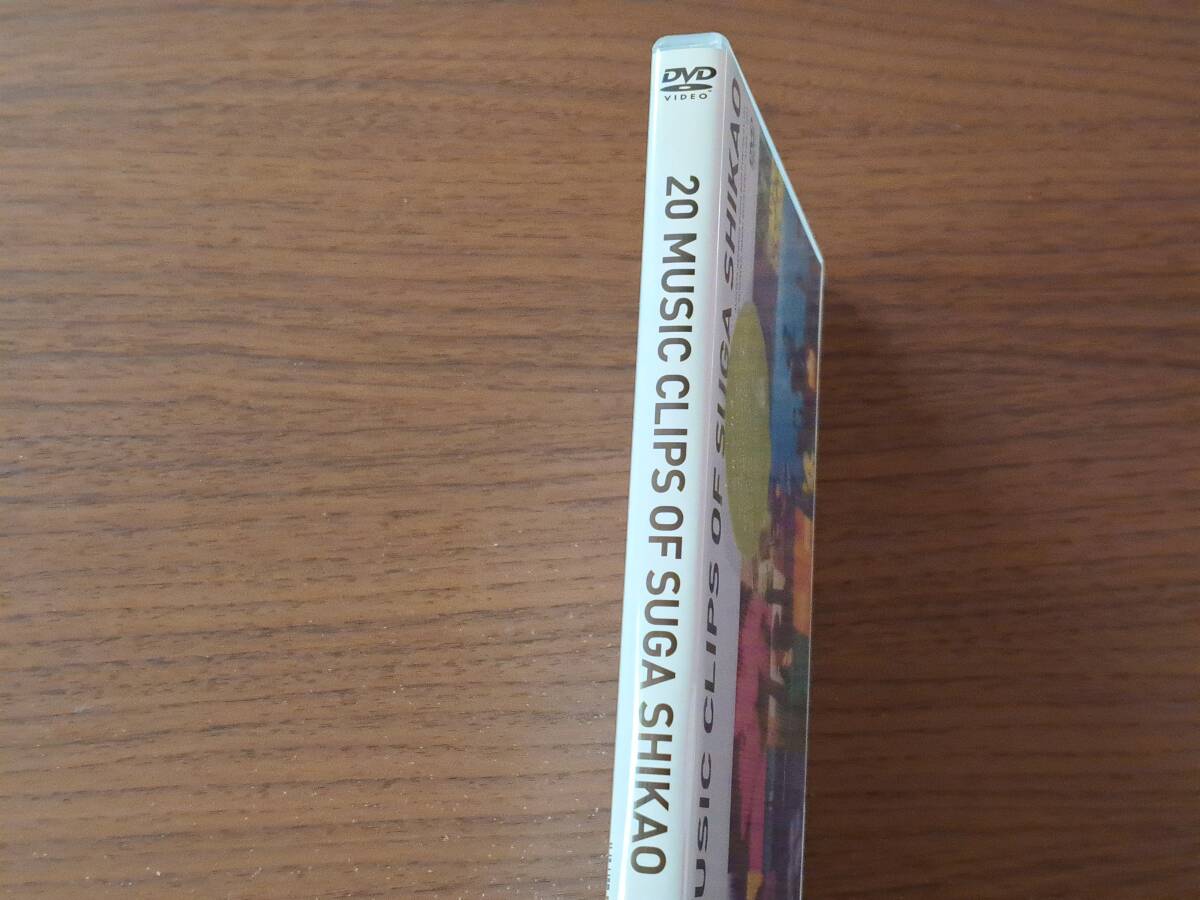 DVD
VIDEO
20 MUSIC CLIPS OF SUGA SHIKAO
USIC CLIPS OF SUGA SHIKAO